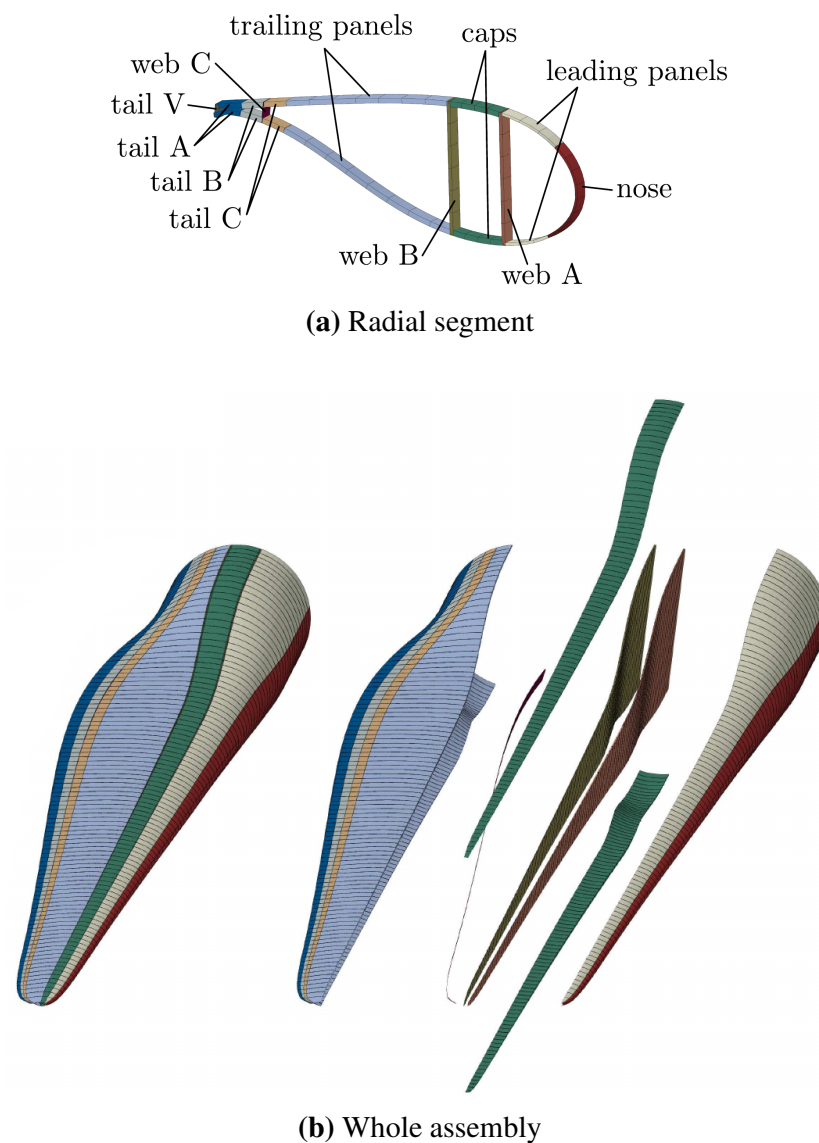 trailing panels
caps
web C
leading panels
tail V
tail A
tail B
tail C
nose
web B
web A
(a) Radial segment
(b) Whole assembly